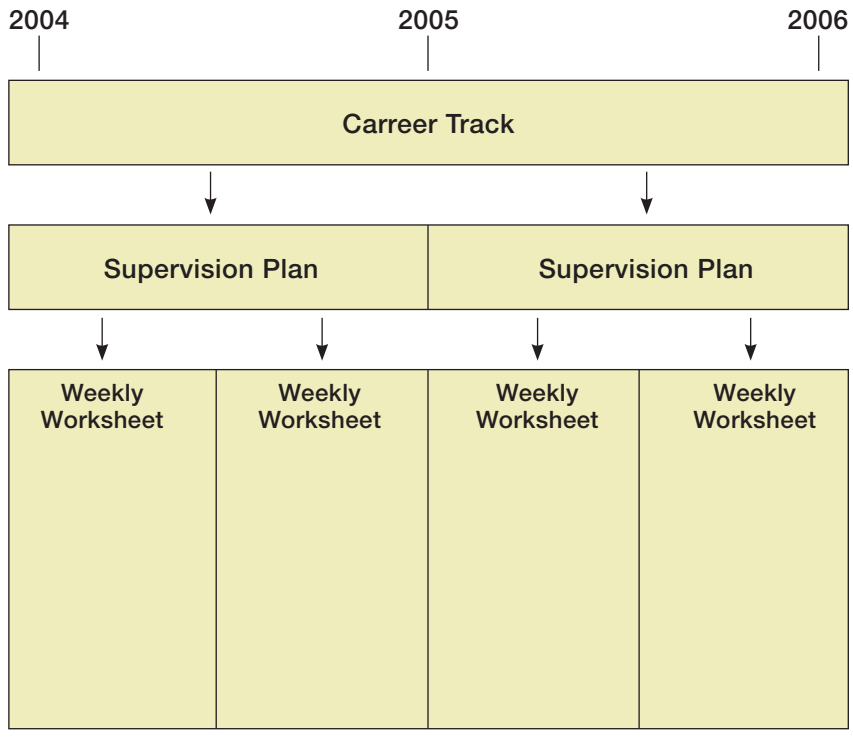 2004 2005 2006
Carreer Track
Supervision Plan Supervision Plan
Weekly Weekly Weekly Weekly
Worksheet Worksheet Worksheet Worksheet